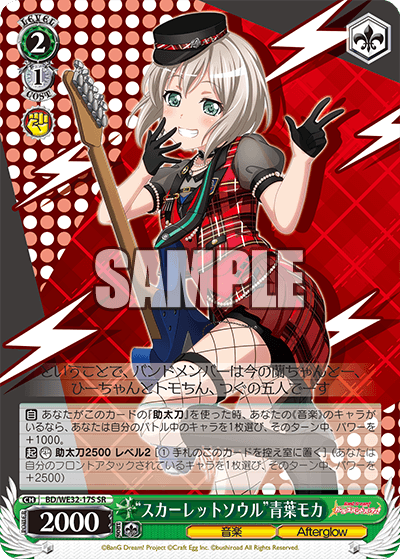 LEVEL
2
1
COST
SAMPLE
ということで、バンドメンバーは今の蘭ちゃんと―、
ひーちゃんとトモちん、つぐの五人でーす
自 あなたがこのカードの「助太刀」を使った時、あなたの《音楽》のキャラが
いるなら、あなたは自分のバトル中のキャラを1枚選び、そのターン中、パワーを
+1000。
起 助太刀2500 レベル2 [① 手札のこのカードを控え室に置く] (あなたは
自分のフロントアタックされているキャラを1枚選び、そのターン中、パワーを
+2500)
CH BD/WE32-17S SR
POWER
2000
SOUL
“スカーレットソウル”青葉モカ
音楽
Afterglow
©BanG Dream! Project ©Craft Egg Inc. ©bushiroad All Rights Reserved.